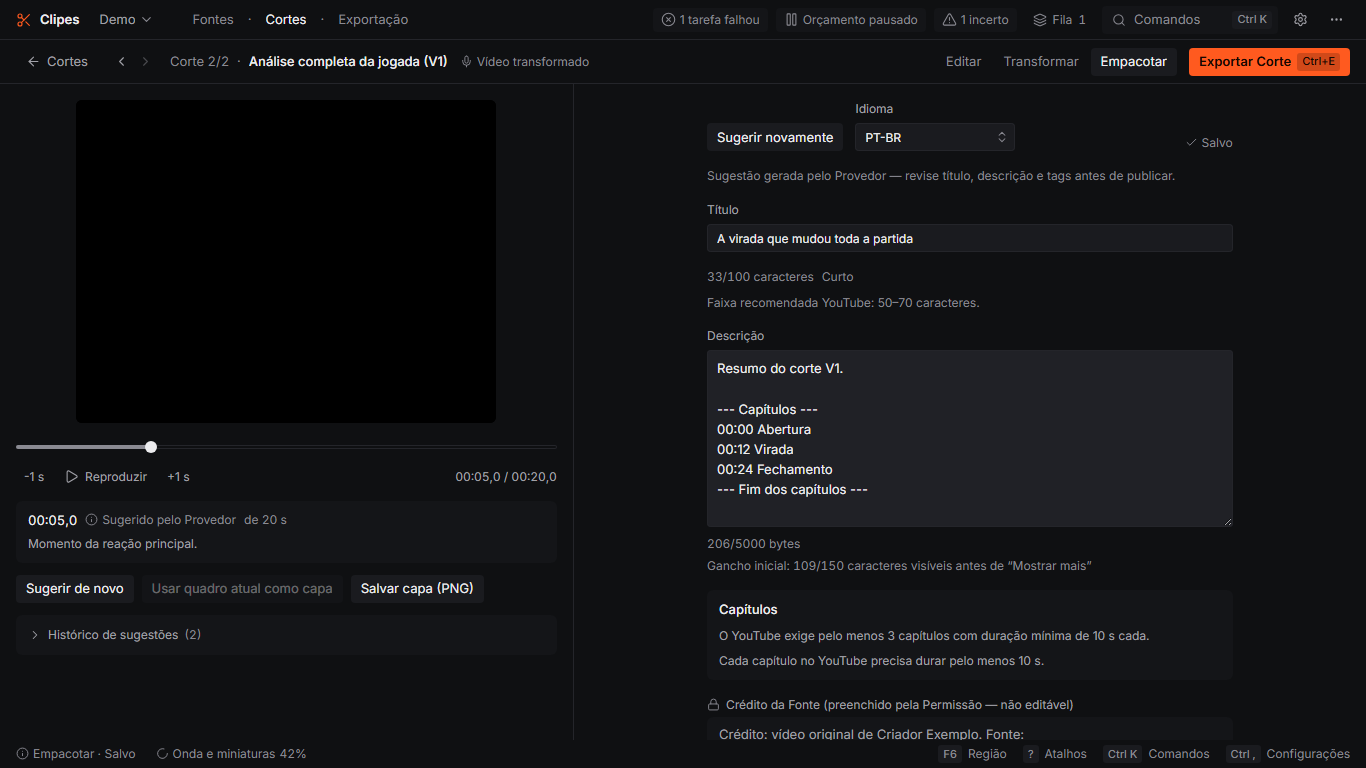 Clipes Demo Fontes · Cortes · Exportação 1 tarefa falhou Orçamento pausado 1 incerto Fila 1 Comandos Ctrl K
Cortes Corte 2/2 · Análise completa da jogada (V1) Vídeo transformado Editar Transformar Empacotar Exportar Corte Ctrl+E
-1 s Reproduzir +1 s 00:05,0 / 00:20,0
00:05,0 Sugerido pelo Provedor de 20 s
Momento da reação principal.
Sugerir de novo Usar quadro atual como capa Salvar capa (PNG)
Histórico de sugestões (2)
Idioma
Sugerir novamente PT-BR Salvo
Sugestão gerada pelo Provedor — revise título, descrição e tags antes de publicar.
Título
A virada que mudou toda a partida
33/100 caracteres Curto
Faixa recomendada YouTube: 50–70 caracteres.
Descrição
Resumo do corte V1.
--- Capítulos ---
00:00 Abertura
00:12 Virada
00:24 Fechamento
--- Fim dos capítulos ---
206/5000 bytes
Gancho inicial: 109/150 caracteres visíveis antes de “Mostrar mais”
Capítulos
O YouTube exige pelo menos 3 capítulos com duração mínima de 10 s cada.
Cada capítulo no YouTube precisa durar pelo menos 10 s.
Crédito da Fonte (preenchido pela Permissão — não editável)
Crédito: vídeo original de Criador Exemplo. Fonte:
Empacotar · Salvo Onda e miniaturas 42% F6 Região ? Atalhos Ctrl K Comandos Ctrl , Configurações